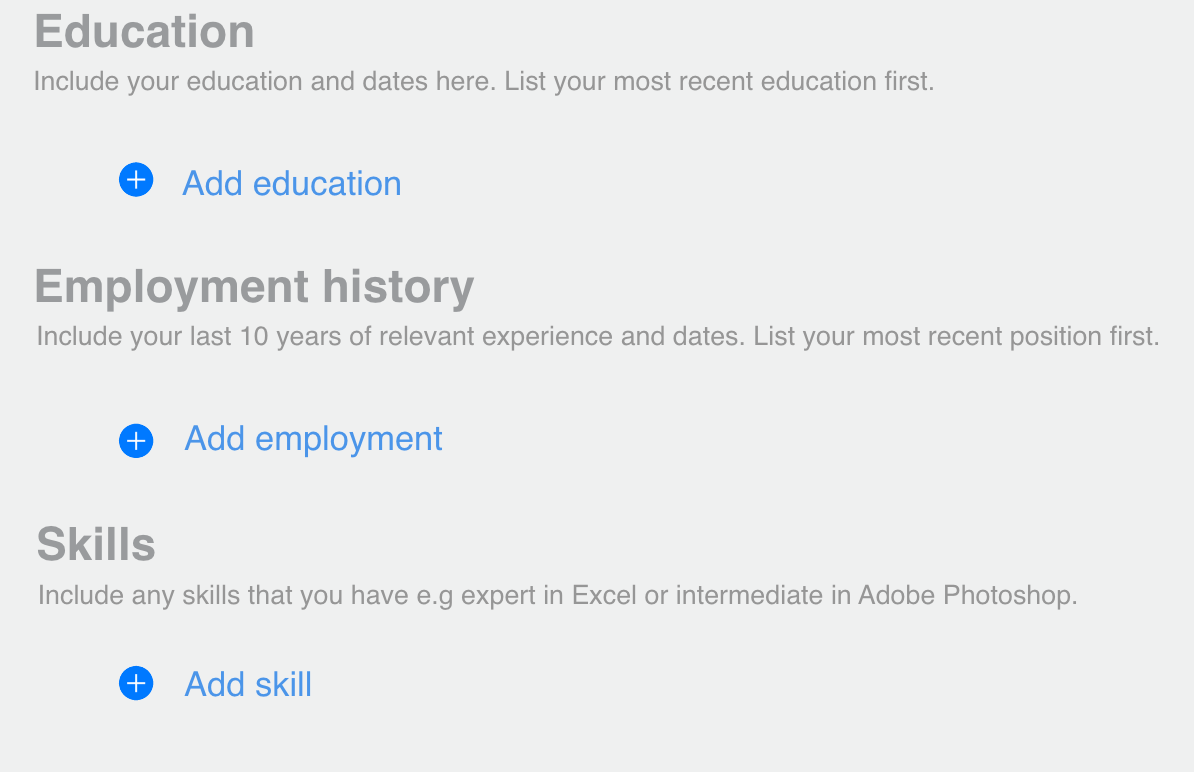 Education
Include your education and dates here. List your most recent education first.
Add education
Employment history
Include your last 10 years of relevant experience and dates. List your most recent position first.
Add employment
Skills
Include any skills that you have e.g expert in Excel or intermediate in Adobe Photoshop.
Add skill